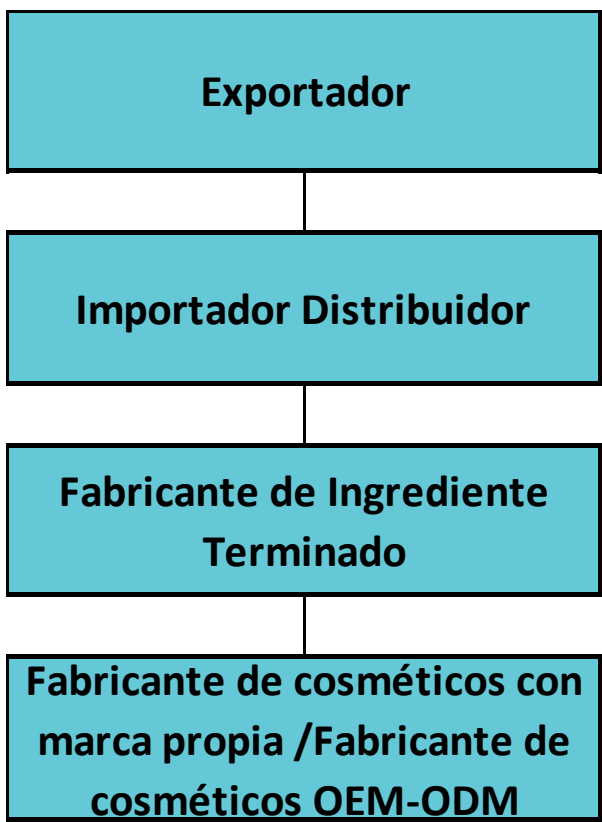 Exportador
Importador Distribuidor
Fabricante de Ingrediente
Terminado
Fabricante de cosméticos con
marca propia /Fabricante de
cosméticos OEM-ODM